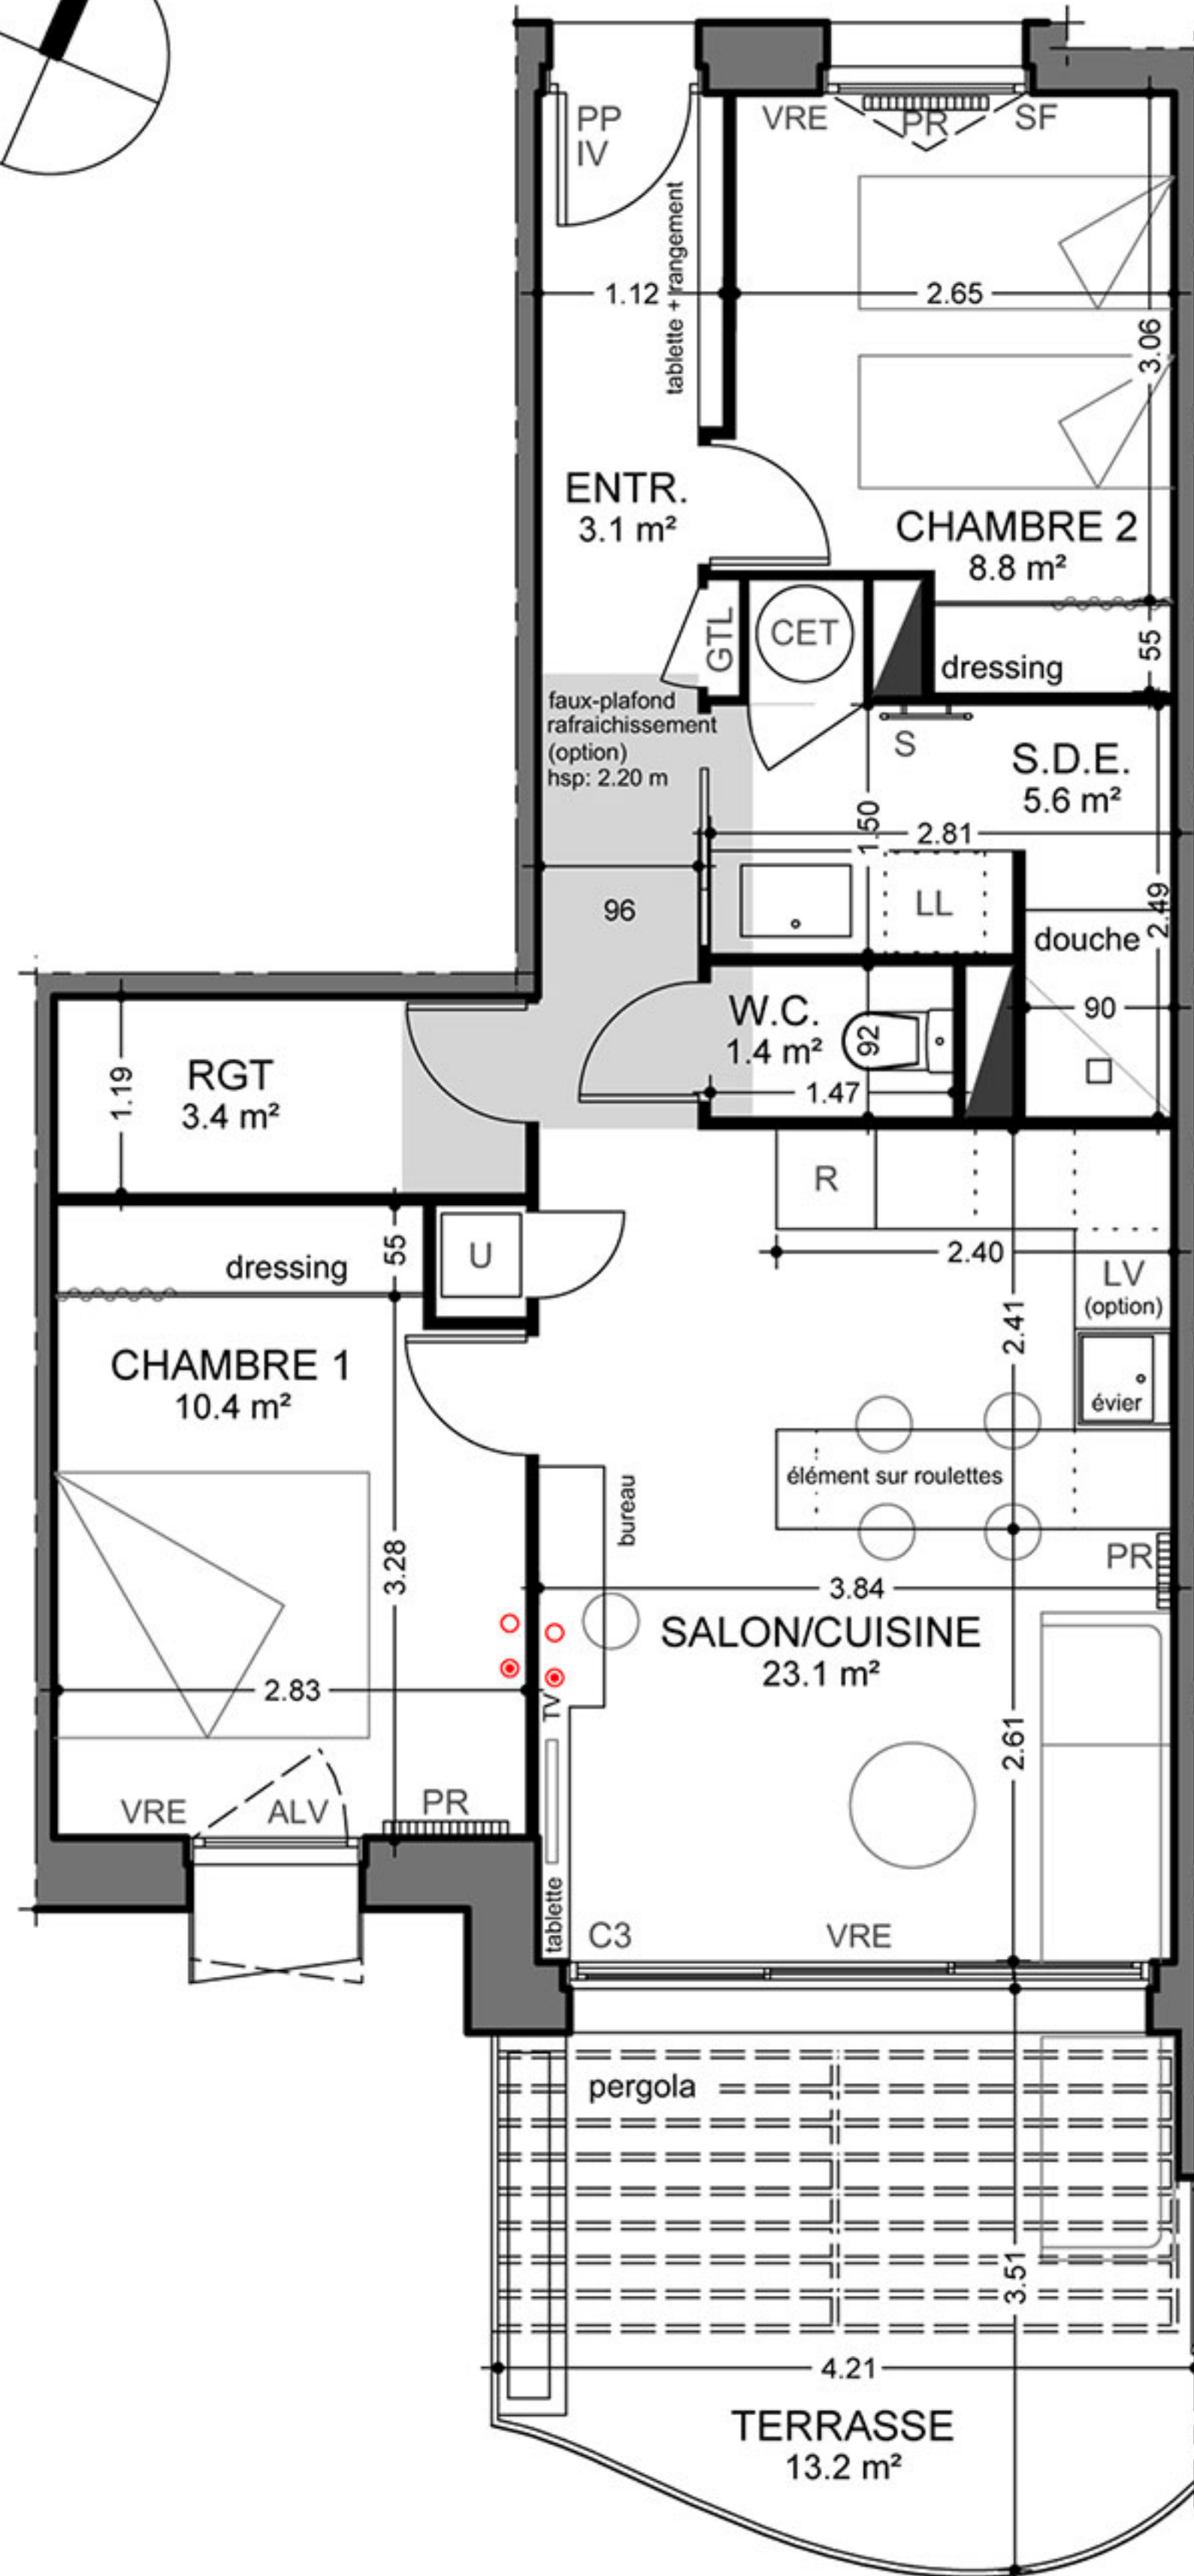 PP
IV
VRE
PR
SF
tablette + rangement
1.12
2.65
3.06
ENTR.
3.1 m²
CHAMBRE 2
8.8 m²
GTL
CET
dressing
55
faux-plafond
rafraichissement
(option)
hsp: 2.20 m
S
S.D.E.
5.6 m²
1.50
2.81
96
LL
2.49
douche
W.C.
1.4 m²
92
90
1.47
RGT
3.4 m²
1.19
R
dressing
55
U
2.40
LV
(option)
2.41
CHAMBRE 1
10.4 m²
évier
élément sur roulettes
bureau
3.28
PR
3.84
SALON/CUISINE
23.1 m²
2.83
TV
2.61
VRE
ALV
PR
tablette
C3
VRE
pergola
3.51
4.21
TERRASSE
13.2 m²